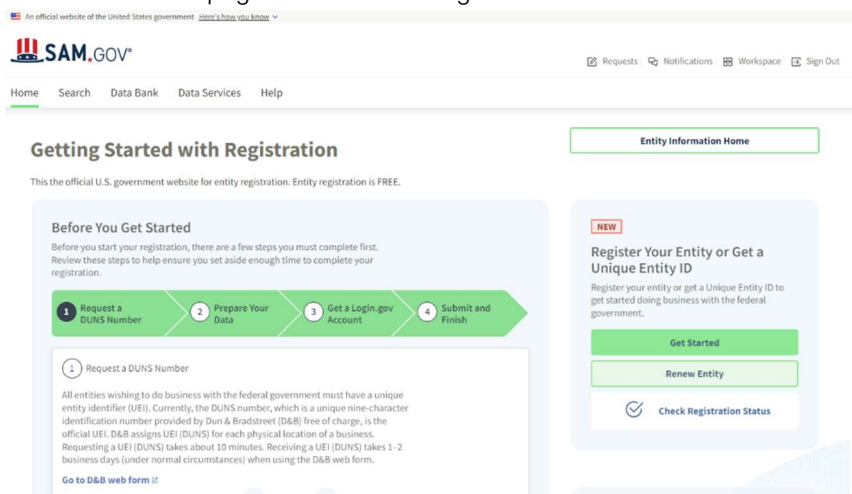 An official website of the United States government Here's how you know
SAM.GOV®
Requests Notifications Workspace Sign Out
Home Search Data Bank Data Services Help
Getting Started with Registration
Entity Information Home
This the official U.S. government website for entity registration. Entity registration is FREE.
Before You Get Started
Before you start your registration, there are a few steps you must complete first.
Review these steps to help ensure you set aside enough time to complete your
registration.
1 Request a
DUNS Number
2 Prepare Your
Data
3 Get a Login.gov
Account
4 Submit and
Finish
1 Request a DUNS Number
All entities wishing to do business with the federal government must have a unique
entity identifier (UEI). Currently, the DUNS number, which is a unique nine-character
identification number provided by Dun & Bradstreet (D&B) free of charge, is the
official UEI. D&B assigns UEI (DUNS) for each physical location of a business.
Requesting a UEI (DUNS) takes about 10 minutes. Receiving a UEI (DUNS) takes 1-2
business days (under normal circumstances) when using the D&B web form.
Go to D&B web form
NEW
Register Your Entity or Get a
Unique Entity ID
Register your entity or get a Unique Entity ID to
get started doing business with the federal
government.
Get Started
Renew Entity
Check Registration Status